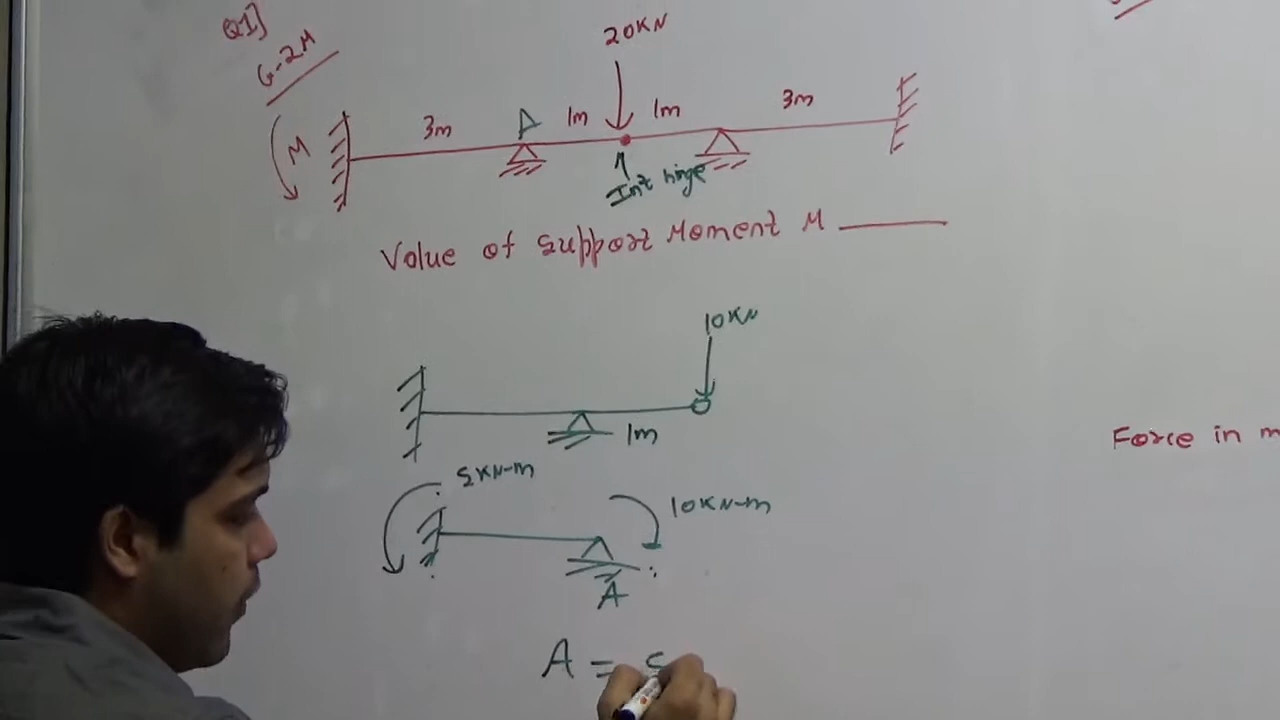 Q1]
G-2M
20KN
M
3m
A
1m
1m
3m
Int hinge
Value of Support Moment M
10KN
1m
Force in m
5KN-m
10KN-m
A
A =